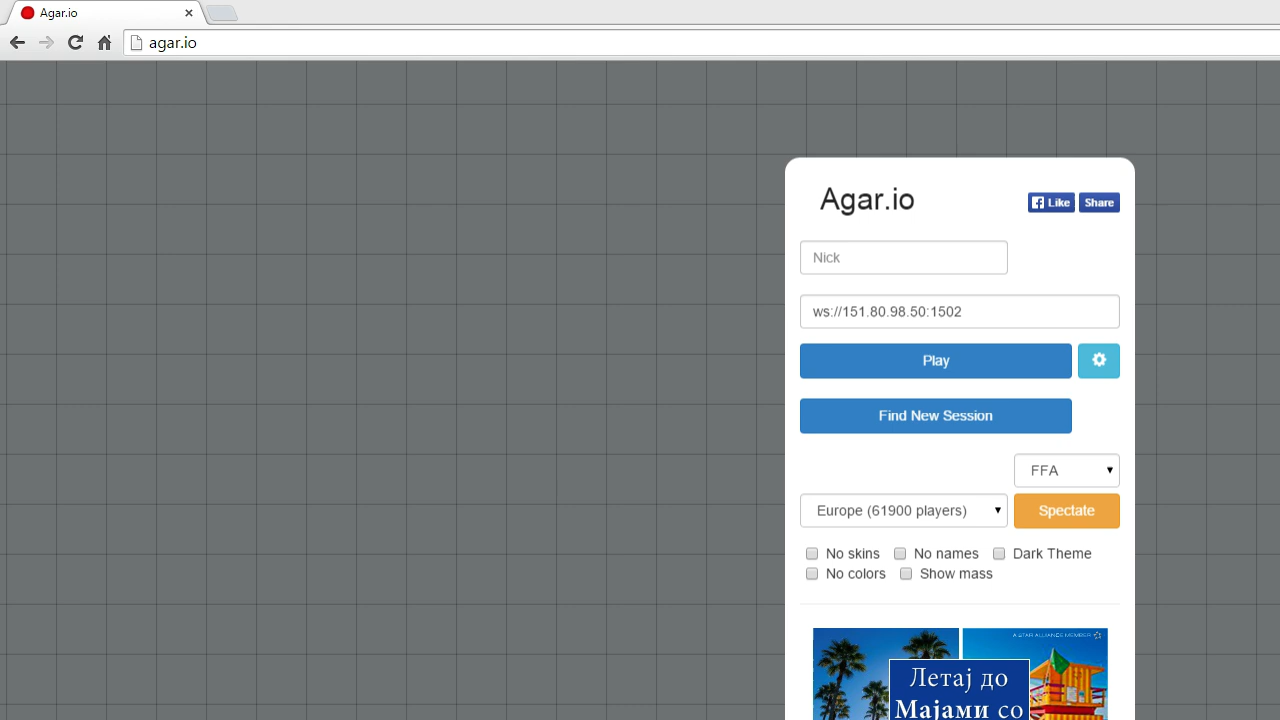 Agar.io
agar.io
Agar.io
Like Share
Nick
ws://151.80.98.50:1502
Play
Find New Session
FFA
Europe (61900 players)
Spectate
No skins No names Dark Theme
No colors Show mass
A STAR ALLIANCE MEMBER
Летај до
Мајами со